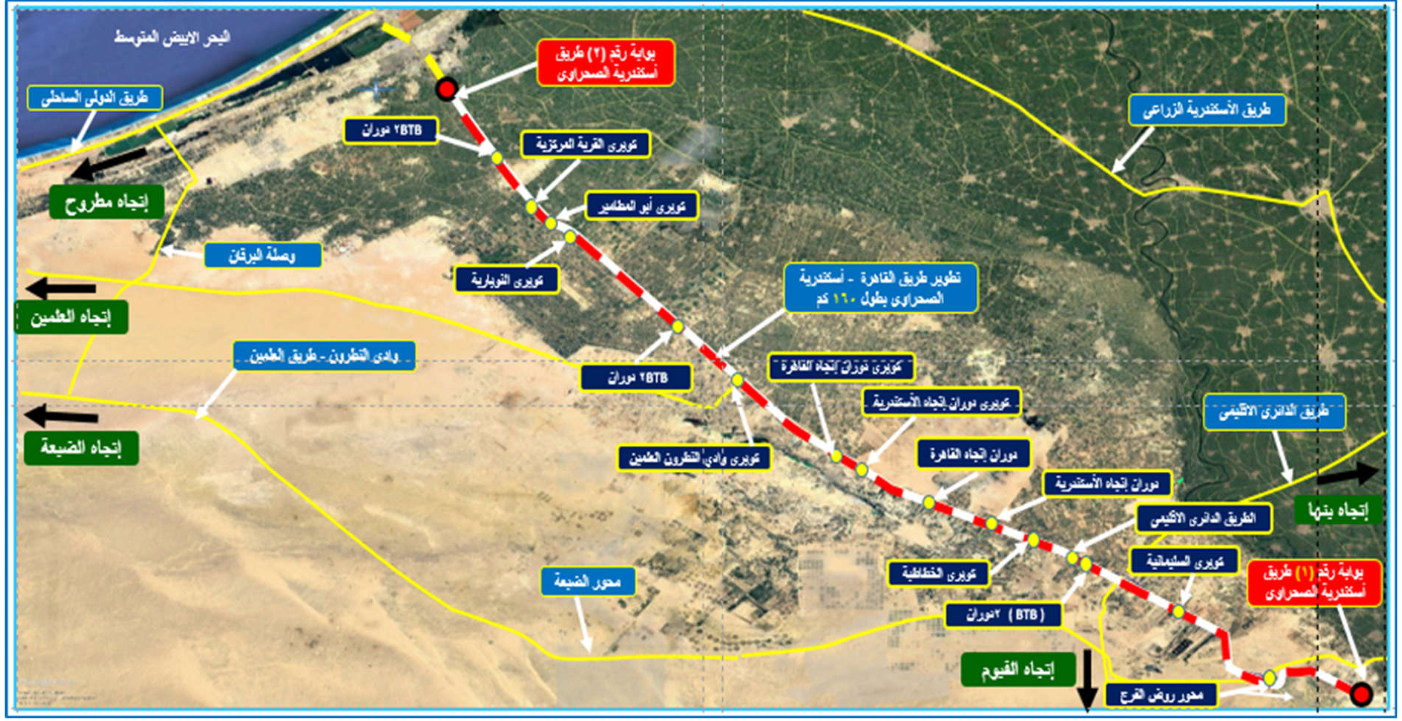 البحر الابيض المتوسط
بوابة رقم (٢) طريق
أسكندرية الصحراوى
طريق الدولى الساحلى
طريق الأسكندرية الزراعى
٢BTB دوران
كوبرى القرية المركزية
إتجاه مطروح
كوبرى أبو المطامير
وصلة البرقان
كوبرى النوبارية
تطوير طريق القاهرة - أسكندرية
الصحراوى بطول ١٦٠ كم
إتجاه العلمين
وادى النطرون - طريق العلمين
كوبرى دوران إتجاه القاهرة
٢BTB دوران
كوبرى دوران إتجاه الأسكندرية
طريق الدائرى الاقليمى
إتجاه الضبعة
كوبرى وادي النطرون العلمين
دوران إتجاه القاهرة
دوران إتجاه الأسكندرية
إتجاه بنها
الطريق الدائرى الاقليمى
كوبرى الخطاطبة
كوبرى السليمانية
محور الضبعة
بوابة رقم (١) طريق
أسكندرية الصحراوى
٢دوران ( BTB )
إتجاه الفيوم
محور روض الفرج